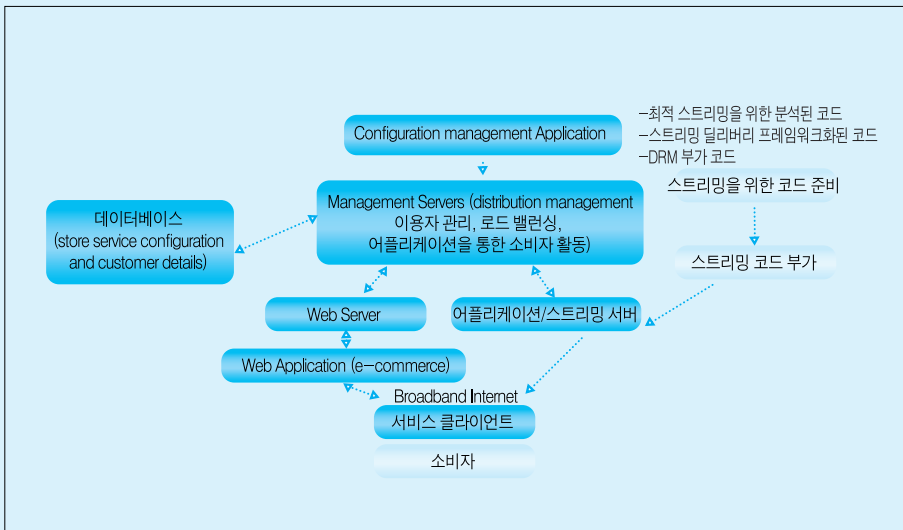 Configuration management Application
-최적 스트리밍을 위한 분석된 코드
-스트리밍 딜리버리 프레임워크화된 코드
-DRM 부가 코드
스트리밍을 위한 코드 준비
Management Servers (distribution management
이용자 관리, 로드 밸런싱,
어플리케이션을 통한 소비자 활동)
데이터베이스
(store service configuration
and customer details)
스트리밍 코드 부가
Web Server
어플리케이션/스트리밍 서버
Web Application (e-commerce)
Broadband Internet
서비스 클라이언트
소비자